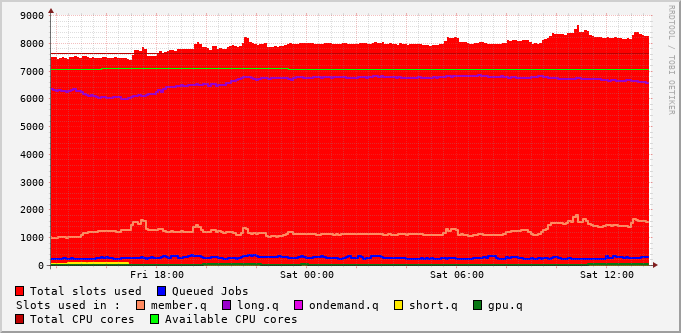 RRDTOOL / TOBI OETIKER
9000
8000
7000
6000
5000
4000
3000
2000
1000
0
Fri 18:00 Sat 00:00 Sat 06:00 Sat 12:00
Total slots used Queued Jobs
Slots used in : member.q long.q ondemand.q short.q gpu.q
Total CPU cores Available CPU cores